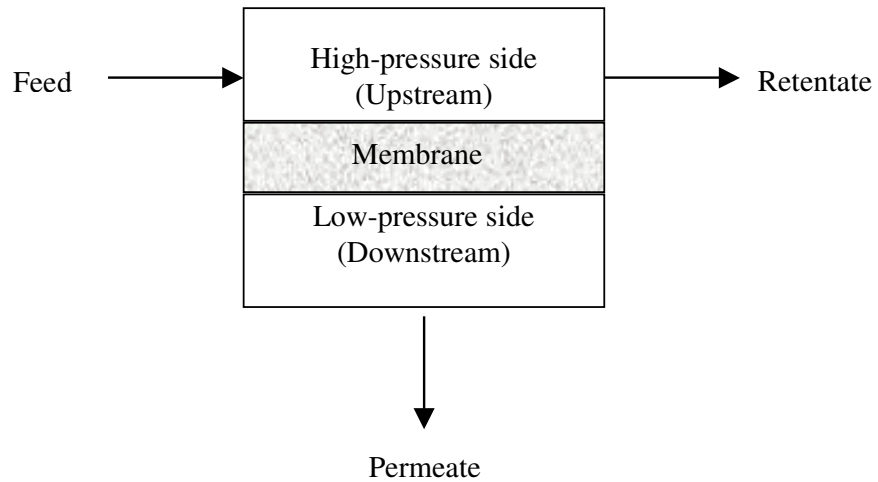 High-pressure side
(Upstream)
Feed
Retentate
Membrane
Low-pressure side
(Downstream)
Permeate